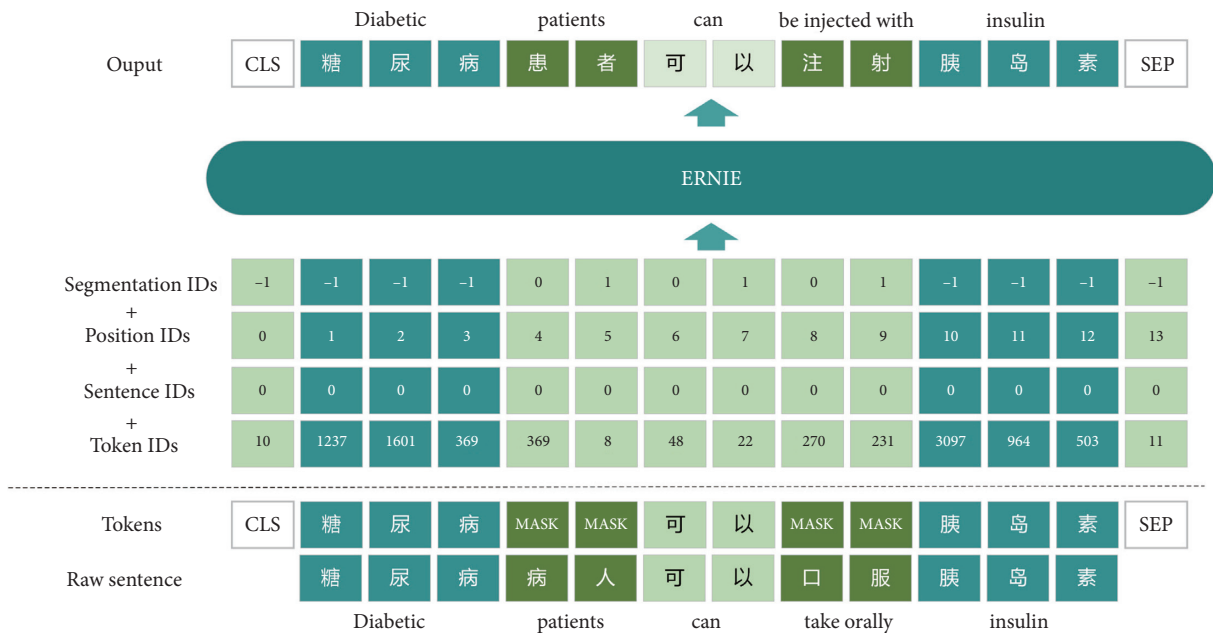 Diabetic patients can be injected with insulin
Ouput CLS 糖 尿 病 患 者 可 以 注 射 胰 岛 素 SEP
ERNIE
Segmentation IDs –1 –1 –1 –1 0 1 0 1 0 1 –1 –1 –1 –1
+
Position IDs 0 1 2 3 4 5 6 7 8 9 10 11 12 13
+
Sentence IDs 0 0 0 0 0 0 0 0 0 0 0 0 0 0
+
Token IDs 10 1237 1601 369 369 8 48 22 270 231 3097 964 503 11
Tokens CLS 糖 尿 病 MASK MASK 可 以 MASK MASK 胰 岛 素 SEP
Raw sentence 糖 尿 病 病 人 可 以 口 服 胰 岛 素
Diabetic patients can take orally insulin